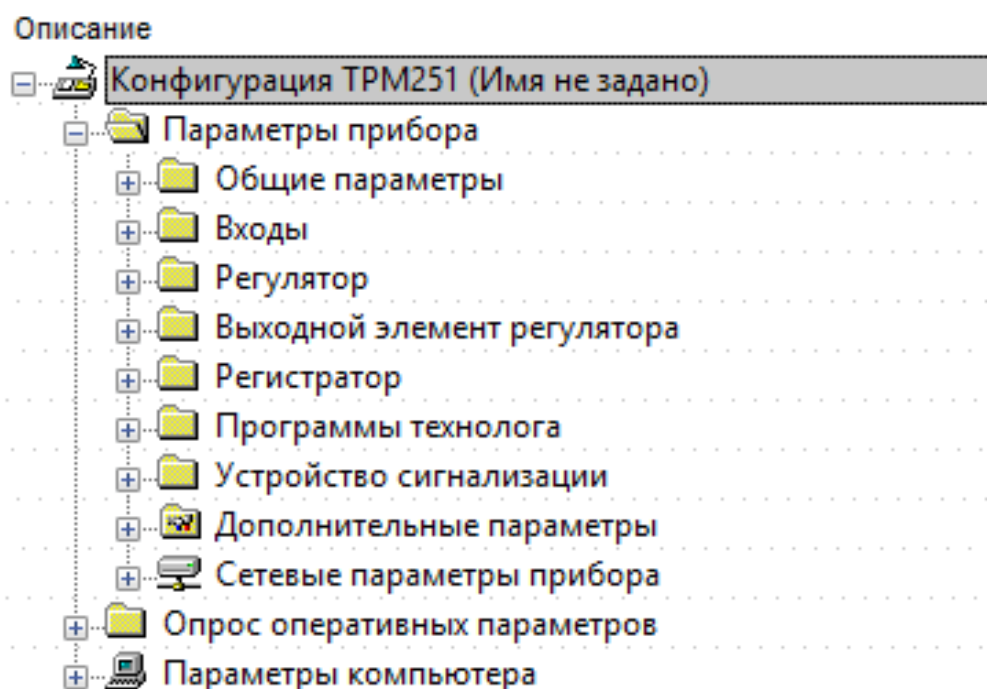 Описание
Конфигурация ТРМ251 (Имя не задано)
Параметры прибора
Общие параметры
Входы
Регулятор
Выходной элемент регулятора
Регистратор
Программы технолога
Устройство сигнализации
Дополнительные параметры
Сетевые параметры прибора
Опрос оперативных параметров
Параметры компьютера